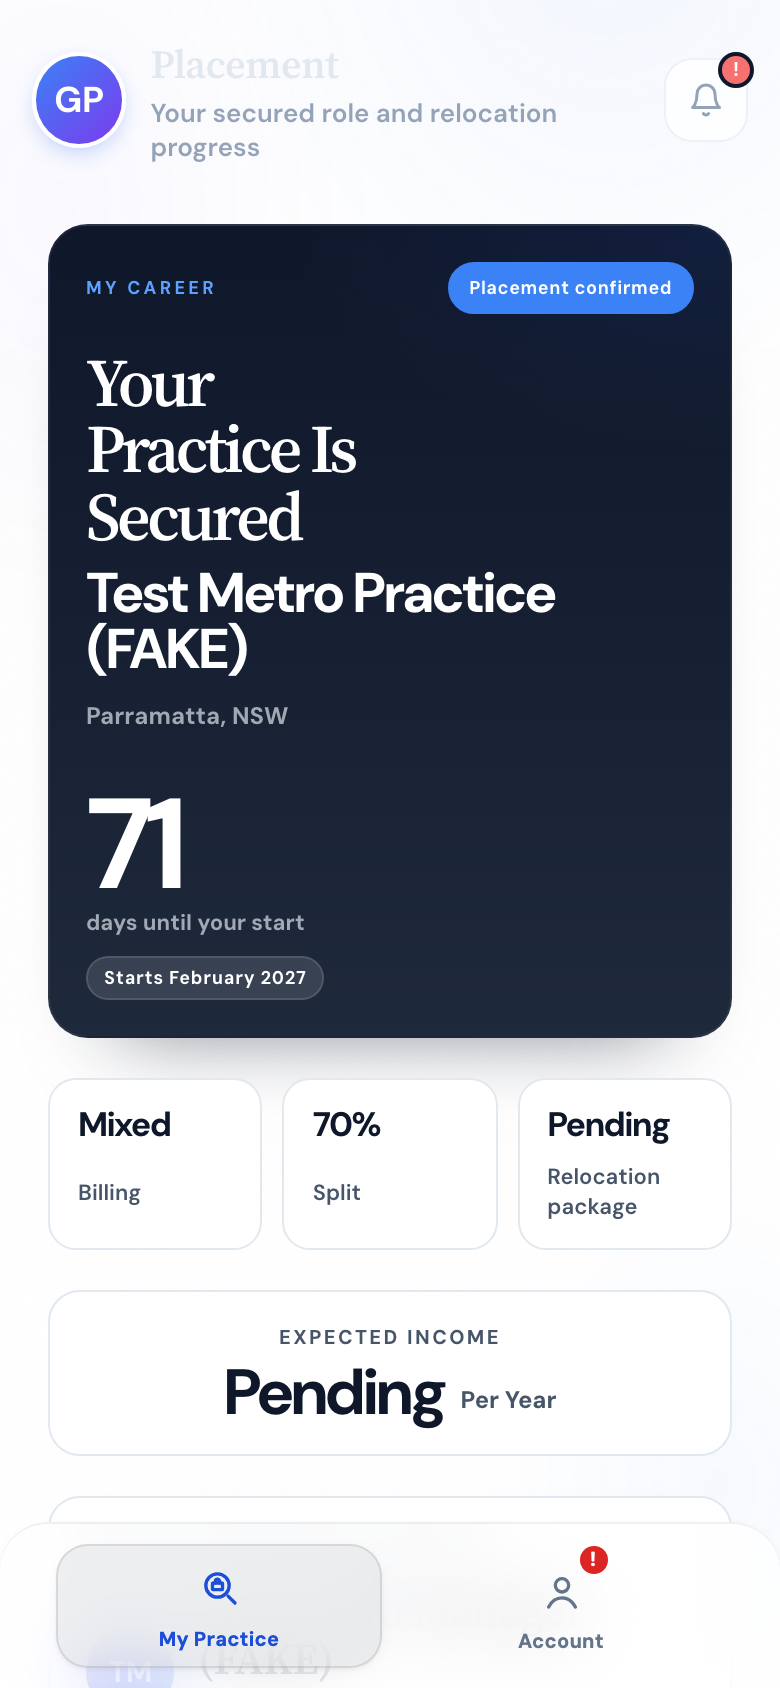 GP
Placement
Your secured role and relocation
progress
!
MY CAREER
Placement confirmed
Your
Practice Is
Secured
Test Metro Practice
(FAKE)
Parramatta, NSW
71
days until your start
Starts February 2027
Mixed
Billing
70%
Split
Pending
Relocation
package
EXPECTED INCOME
Pending Per Year
!
My Practice
Account
TM
(FAKE)